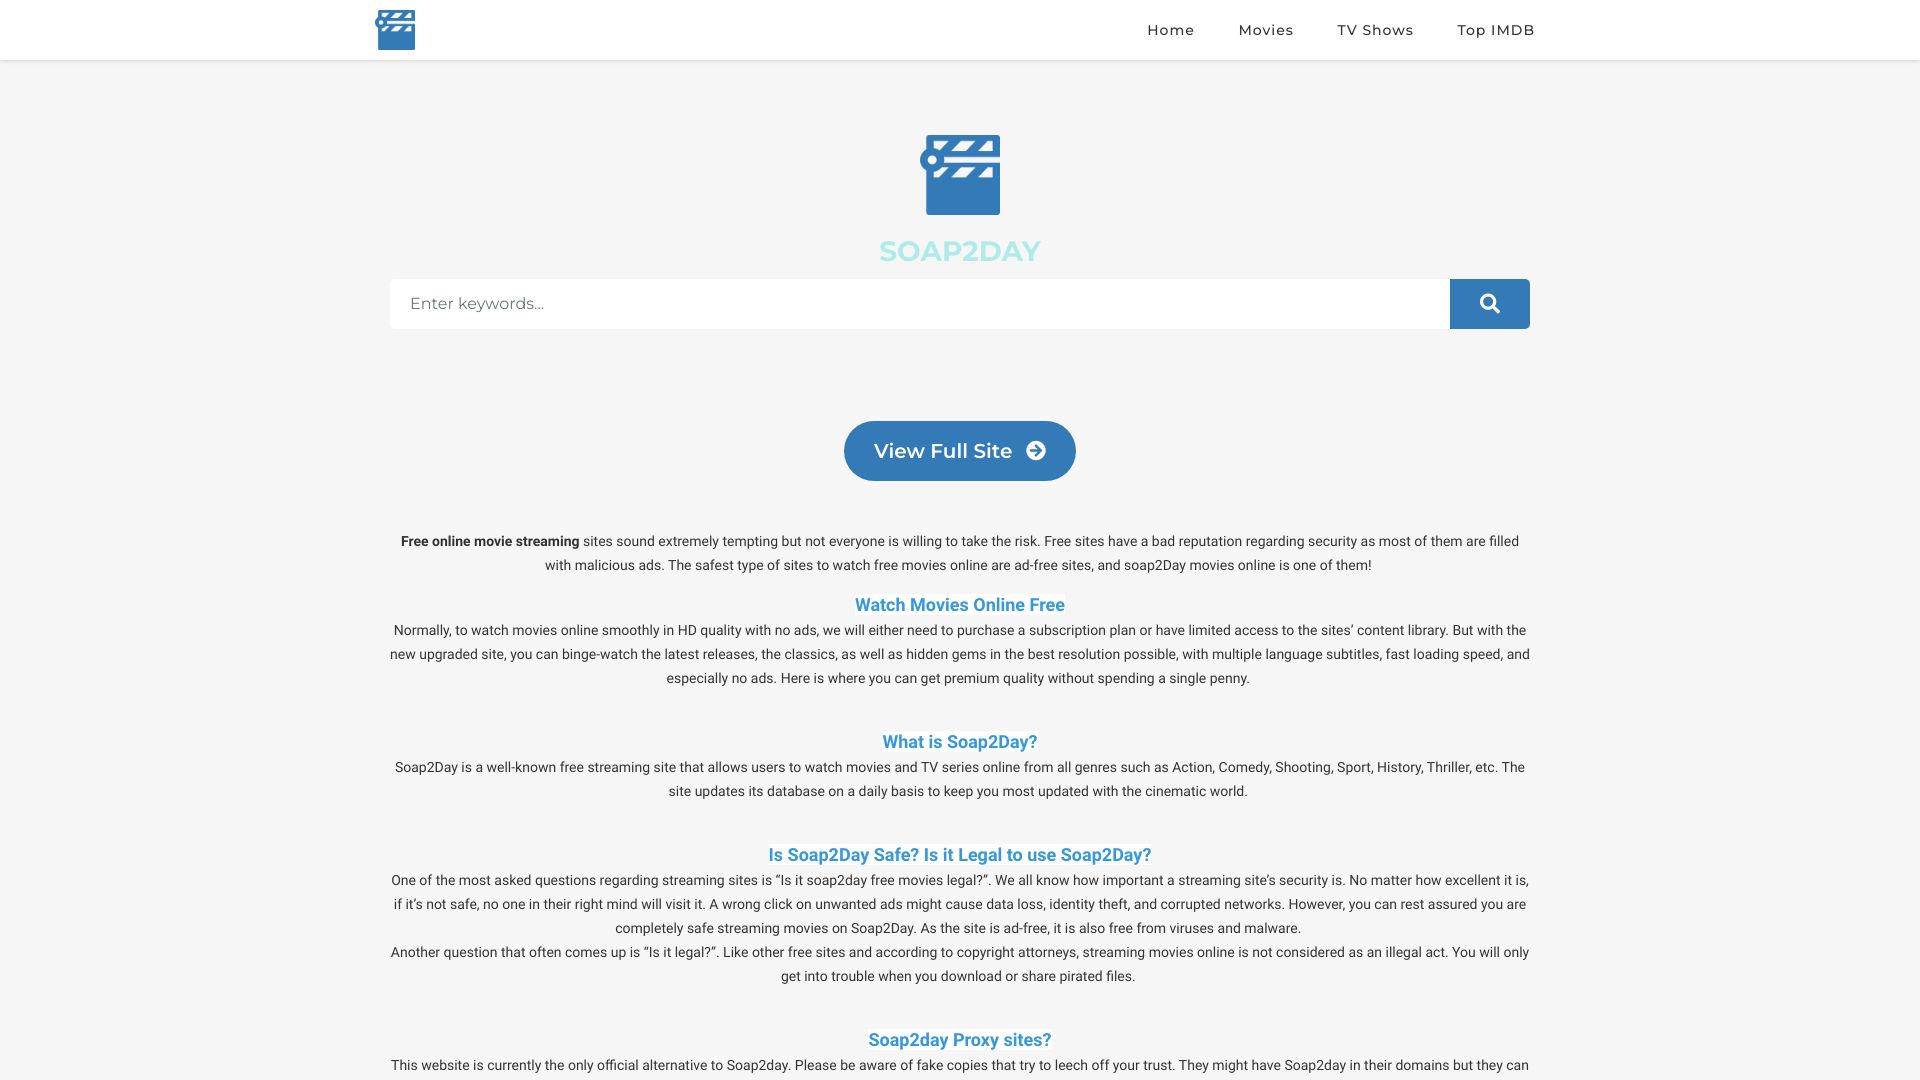 Home Movies TV Shows Top IMDB
SOAP2DAY
Enter keywords...
View Full Site
Free online movie streaming sites sound extremely tempting but not everyone is willing to take the risk. Free sites have a bad reputation regarding security as most of them are filled
with malicious ads. The safest type of sites to watch free movies online are ad-free sites, and soap2Day movies online is one of them!
Watch Movies Online Free
Normally, to watch movies online smoothly in HD quality with no ads, we will either need to purchase a subscription plan or have limited access to the sites’ content library. But with the
new upgraded site, you can binge-watch the latest releases, the classics, as well as hidden gems in the best resolution possible, with multiple language subtitles, fast loading speed, and
especially no ads. Here is where you can get premium quality without spending a single penny.
What is Soap2Day?
Soap2Day is a well-known free streaming site that allows users to watch movies and TV series online from all genres such as Action, Comedy, Shooting, Sport, History, Thriller, etc. The
site updates its database on a daily basis to keep you most updated with the cinematic world.
Is Soap2Day Safe? Is it Legal to use Soap2Day?
One of the most asked questions regarding streaming sites is “Is it soap2day free movies legal?”. We all know how important a streaming site’s security is. No matter how excellent it is,
if it’s not safe, no one in their right mind will visit it. A wrong click on unwanted ads might cause data loss, identity theft, and corrupted networks. However, you can rest assured you are
completely safe streaming movies on Soap2Day. As the site is ad-free, it is also free from viruses and malware.
Another question that often comes up is “Is it legal?”. Like other free sites and according to copyright attorneys, streaming movies online is not considered as an illegal act. You will only
get into trouble when you download or share pirated files.
Soap2day Proxy sites?
This website is currently the only official alternative to Soap2day. Please be aware of fake copies that try to leech off your trust. They might have Soap2day in their domains but they can